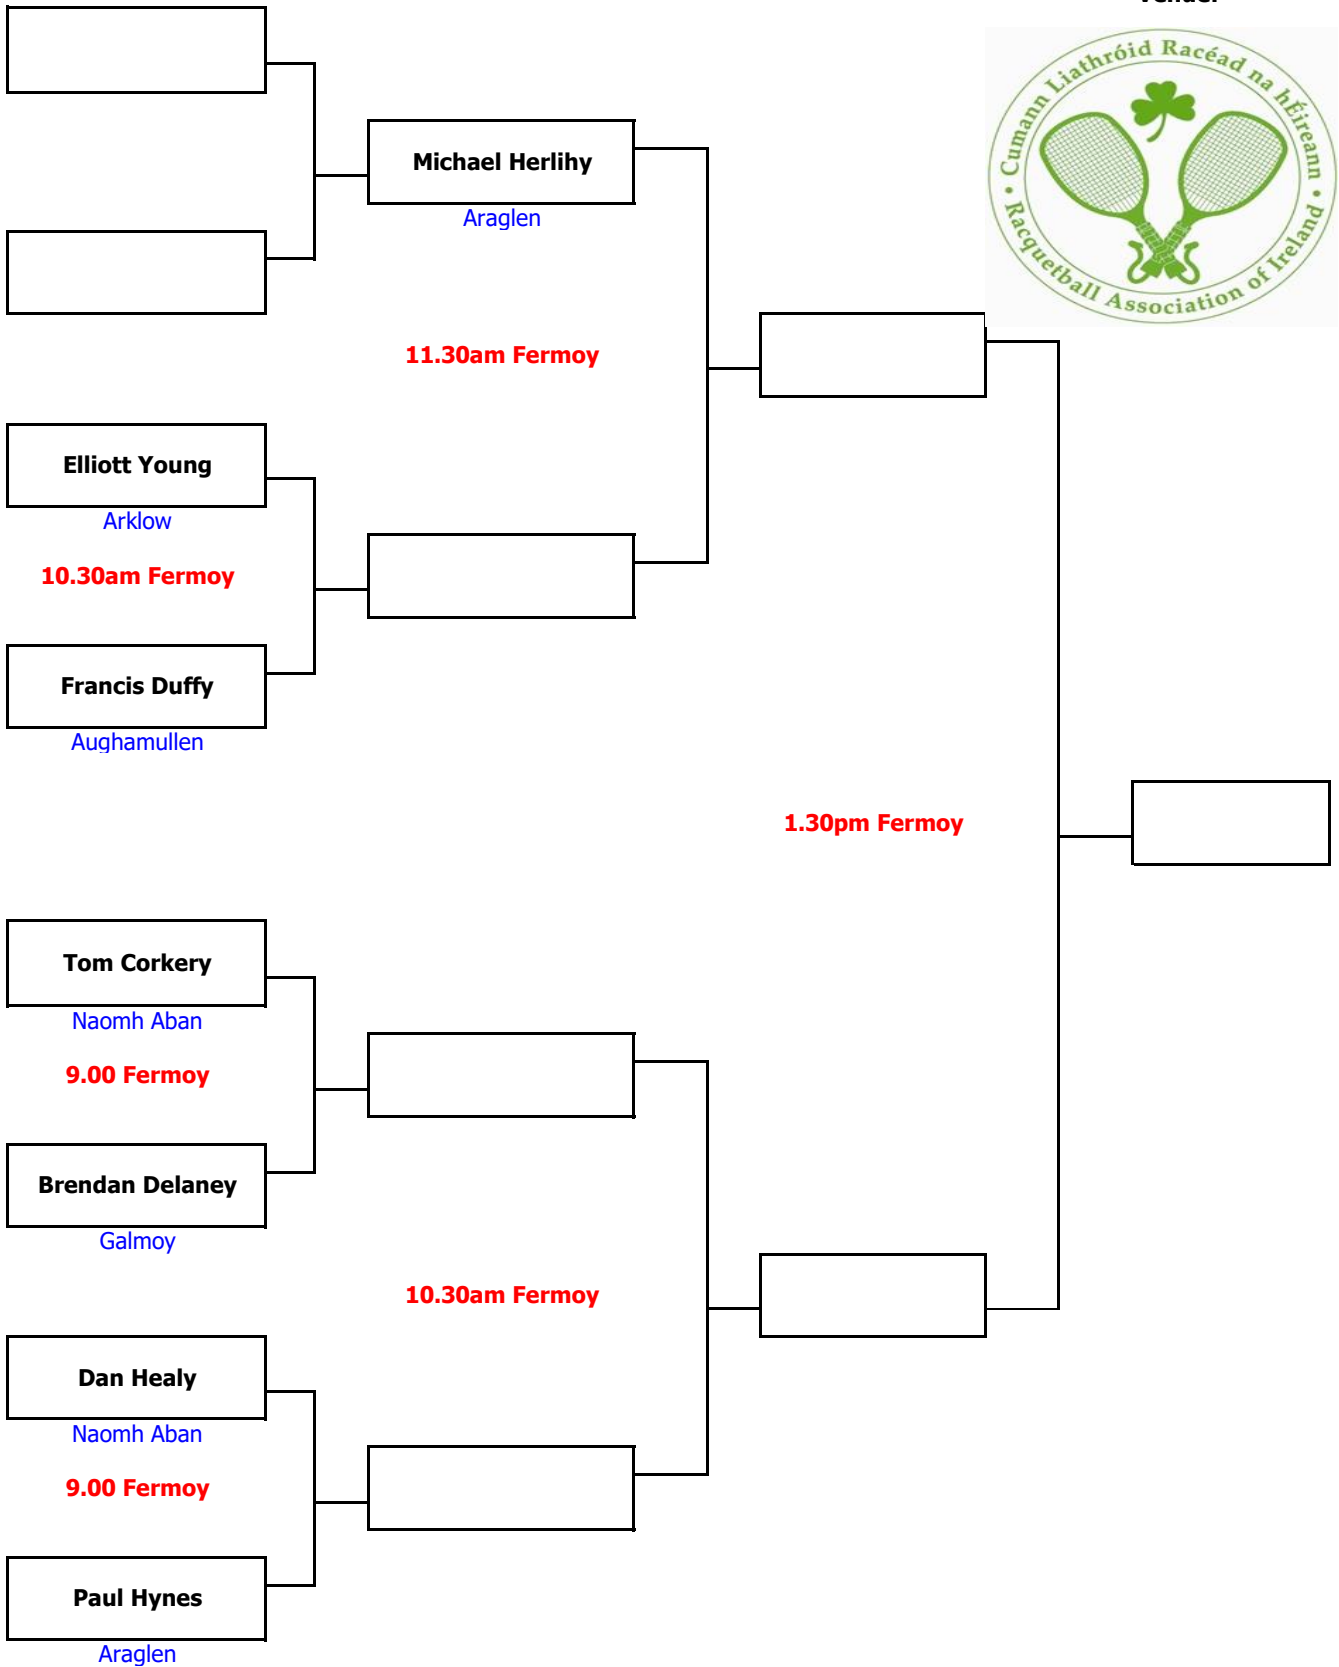 Venue:
Cumann Liathróid Racéad na hÉireann
Racquetball Association of Ireland
Michael Herlihy
Araglen
11.30am Fermoy
Elliott Young
Arklow
10.30am Fermoy
Francis Duffy
Aughamullen
1.30pm Fermoy
Tom Corkery
Naomh Aban
9.00 Fermoy
Brendan Delaney
Galmoy
10.30am Fermoy
Dan Healy
Naomh Aban
9.00 Fermoy
Paul Hynes
Araglen